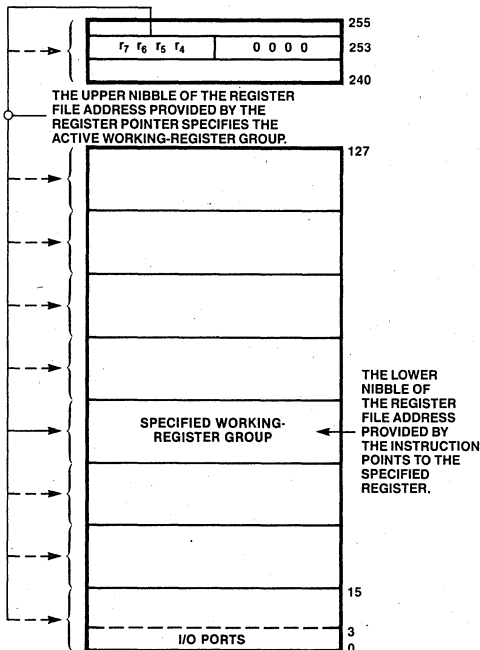 255
r7 r6 r5 r4 0 0 0 0 253
240
THE UPPER NIBBLE OF THE REGISTER
FILE ADDRESS PROVIDED BY THE
REGISTER POINTER SPECIFIES THE
ACTIVE WORKING-REGISTER GROUP.
127
THE LOWER
NIBBLE OF
THE REGISTER
FILE ADDRESS
PROVIDED BY
THE INSTRUCTION
POINTS TO THE
SPECIFIED
REGISTER.
SPECIFIED WORKING-
REGISTER GROUP
15
3
I/O PORTS
0